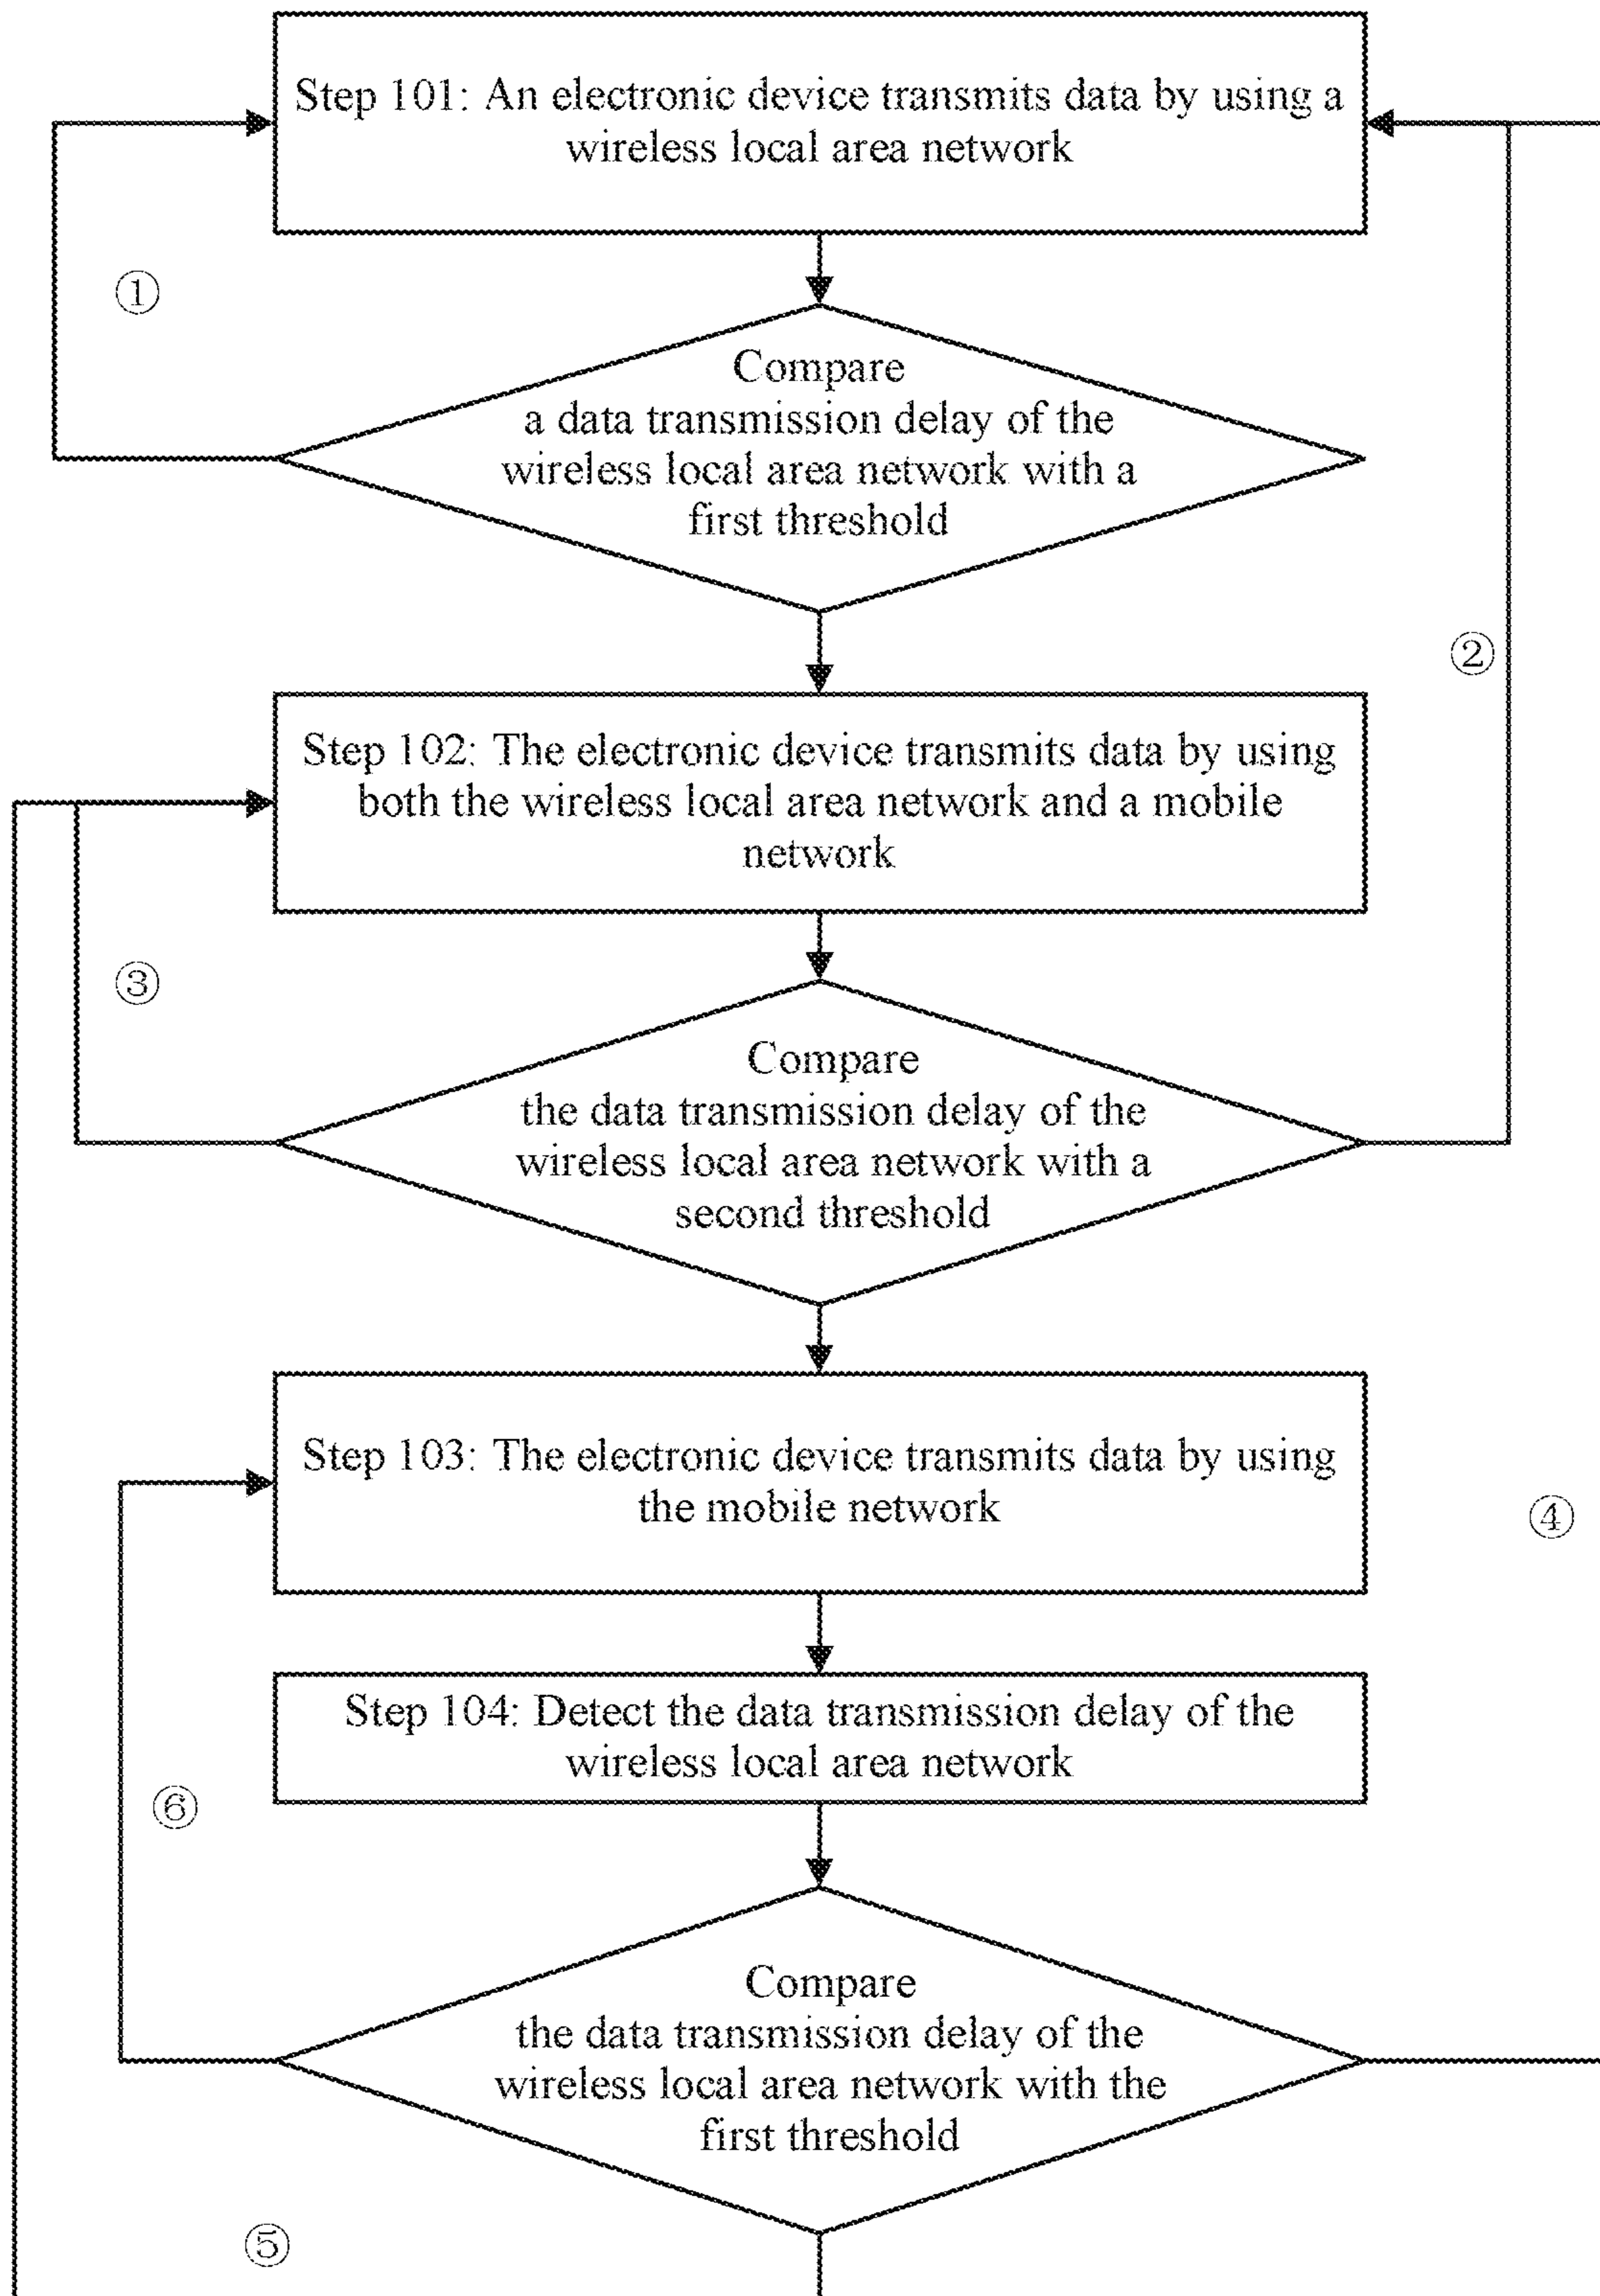 Step 101: An electronic device transmits data by using a
wireless local area network
①
Compare
a data transmission delay of the
wireless local area network with a
first threshold
②
Step 102: The electronic device transmits data by using
both the wireless local area network and a mobile
network
③
Compare
the data transmission delay of the
wireless local area network with a
second threshold
Step 103: The electronic device transmits data by using
the mobile network
④
Step 104: Detect the data transmission delay of the
wireless local area network
⑥
Compare
the data transmission delay of the
wireless local area network with the
first threshold
⑤